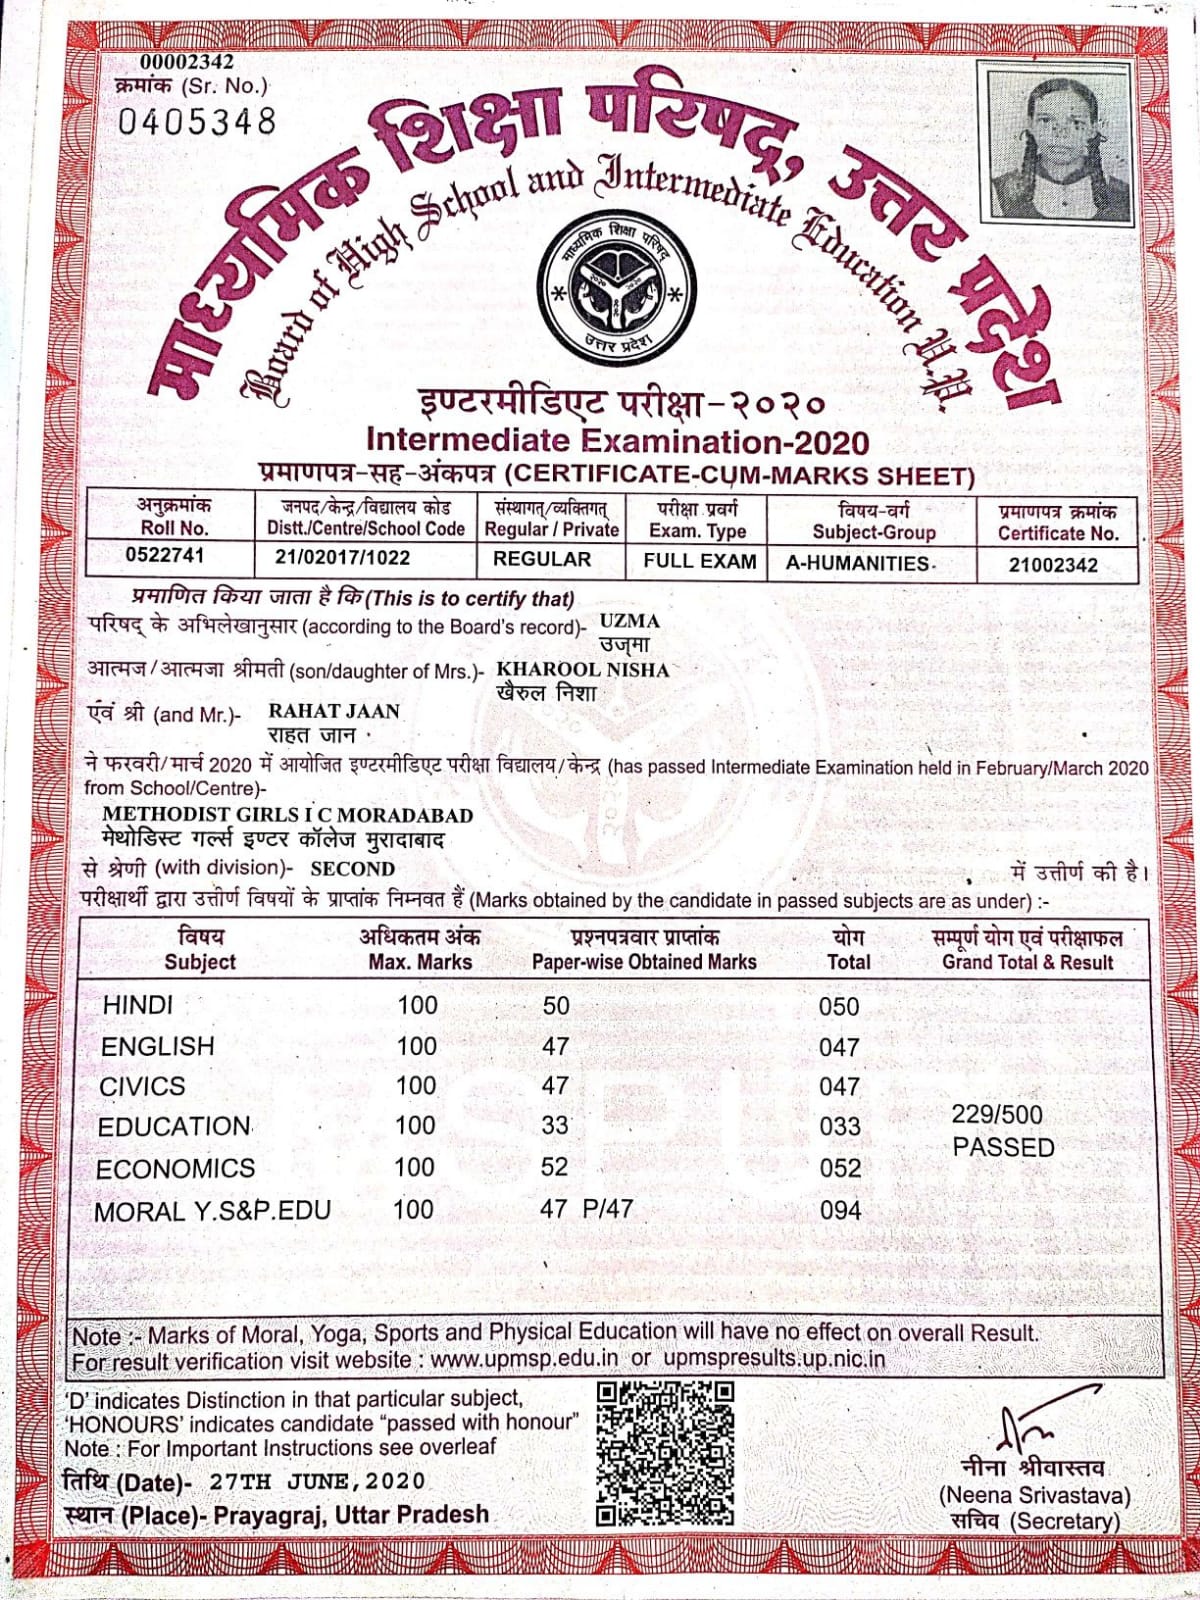 00002342
क्रमांक (Sr. No.)
0405348
माध्यमिक शिक्षा परिषद्, उत्तर प्रदेश
Board of High School and Intermediate Education U.P.
माध्यमिक शिक्षा परिषद्
उत्तर प्रदेश
इण्टरमीडिएट परीक्षा-२०२०
Intermediate Examination-2020
प्रमाणपत्र-सह-अंकपत्र (CERTIFICATE-CUM-MARKS SHEET)
अनुक्रमांक जनपद/केन्द्र/विद्यालय कोड संस्थागत्/व्यक्तिगत् परीक्षा प्रवर्ग विषय-वर्ग प्रमाणपत्र क्रमांक
Roll No. Distt./Centre/School Code Regular / Private Exam. Type Subject-Group Certificate No.
0522741 21/02017/1022 REGULAR FULL EXAM A-HUMANITIES 21002342
प्रमाणित किया जाता है कि (This is to certify that)
परिषद् के अभिलेखानुसार (according to the Board's record)- UZMA
उज़्मा
आत्मज/आत्मजा श्रीमती (son/daughter of Mrs.)- KHAROOL NISHA
खैरुल निशा
एवं श्री (and Mr.)- RAHAT JAAN
राहत जान
ने फरवरी/मार्च 2020 में आयोजित इण्टरमीडिएट परीक्षा विद्यालय/केन्द्र (has passed Intermediate Examination held in February/March 2020
from School/Centre)-
METHODIST GIRLS I C MORADABAD
मेथोडिस्ट गर्ल्स इण्टर कॉलेज मुरादाबाद
से श्रेणी (with division)- SECOND में उत्तीर्ण की है।
परीक्षार्थी द्वारा उत्तीर्ण विषयों के प्राप्तांक निम्नवत हैं (Marks obtained by the candidate in passed subjects are as under) :-
विषय अधिकतम अंक प्रश्नपत्रवार प्राप्तांक योग सम्पूर्ण योग एवं परीक्षाफल
Subject Max. Marks Paper-wise Obtained Marks Total Grand Total & Result
HINDI 100 50 050
ENGLISH 100 47 047
CIVICS 100 47 047
229/500
EDUCATION 100 33 033
PASSED
ECONOMICS 100 52 052
MORAL Y.S&P.EDU 100 47 P/47 094
Note :- Marks of Moral, Yoga, Sports and Physical Education will have no effect on overall Result.
For result verification visit website : www.upmsp.edu.in or upmspresults.up.nic.in
'D' indicates Distinction in that particular subject,
'HONOURS' indicates candidate "passed with honour"
Note : For Important Instructions see overleaf
तिथि (Date)- 27TH JUNE, 2020
स्थान (Place)- Prayagraj, Uttar Pradesh
नीना श्रीवास्तव
(Neena Srivastava)
सचिव (Secretary)